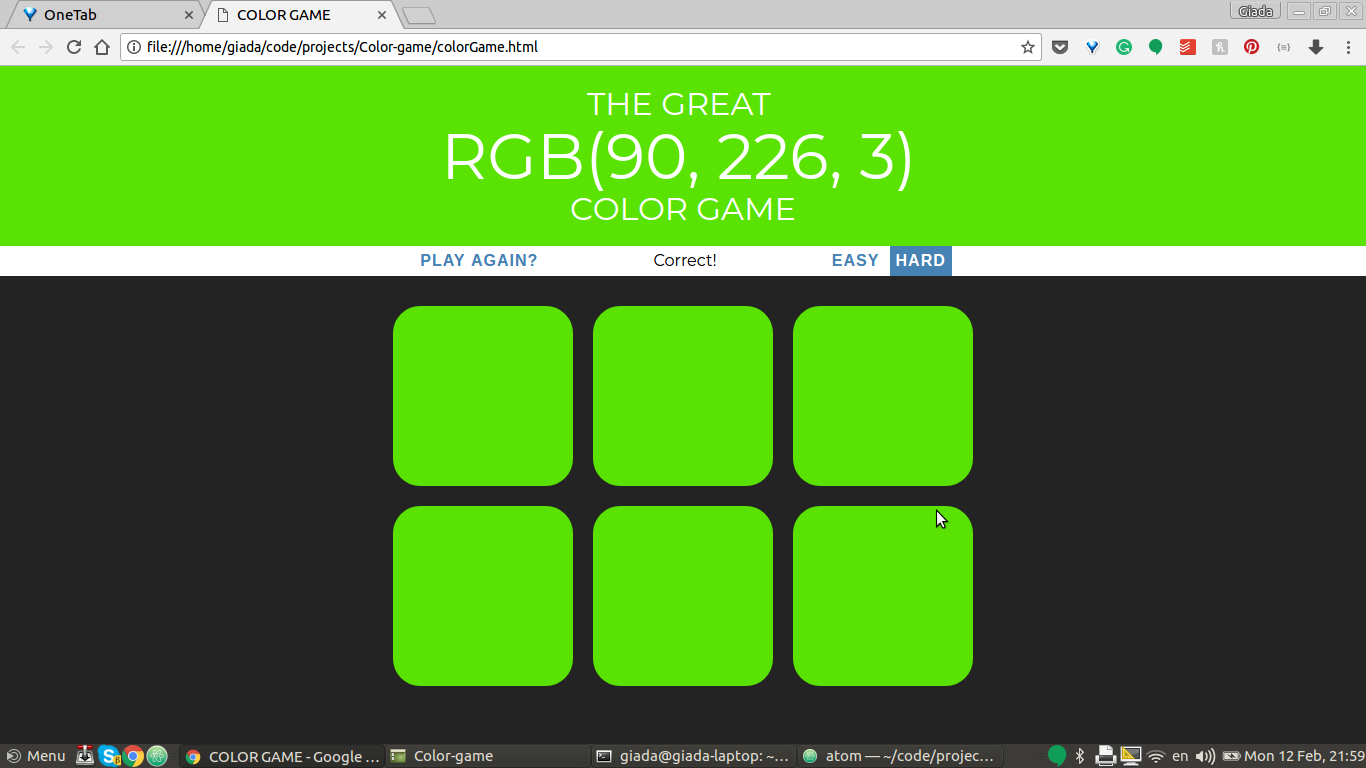 OneTab
COLOR GAME
Giada
file:///home/giada/code/projects/Color-game/colorGame.html
THE GREAT
RGB(90, 226, 3)
COLOR GAME
PLAY AGAIN?
Correct!
EASY
HARD
Menu
COLOR GAME - Google ...
Color-game
giada@giada-laptop: ~...
atom — ~/code/projec...
en
Mon 12 Feb, 21:59